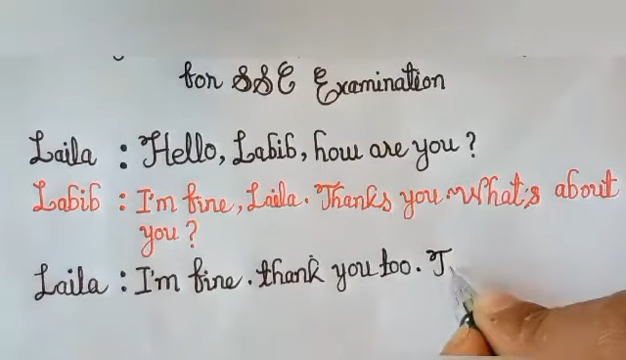 for SSC Examination
Laila : Hello, Labib, how are you ?
Labib : I'm fine, Laila. Thanks you What's about
you ?
Laila : I'm fine. thank you too. T